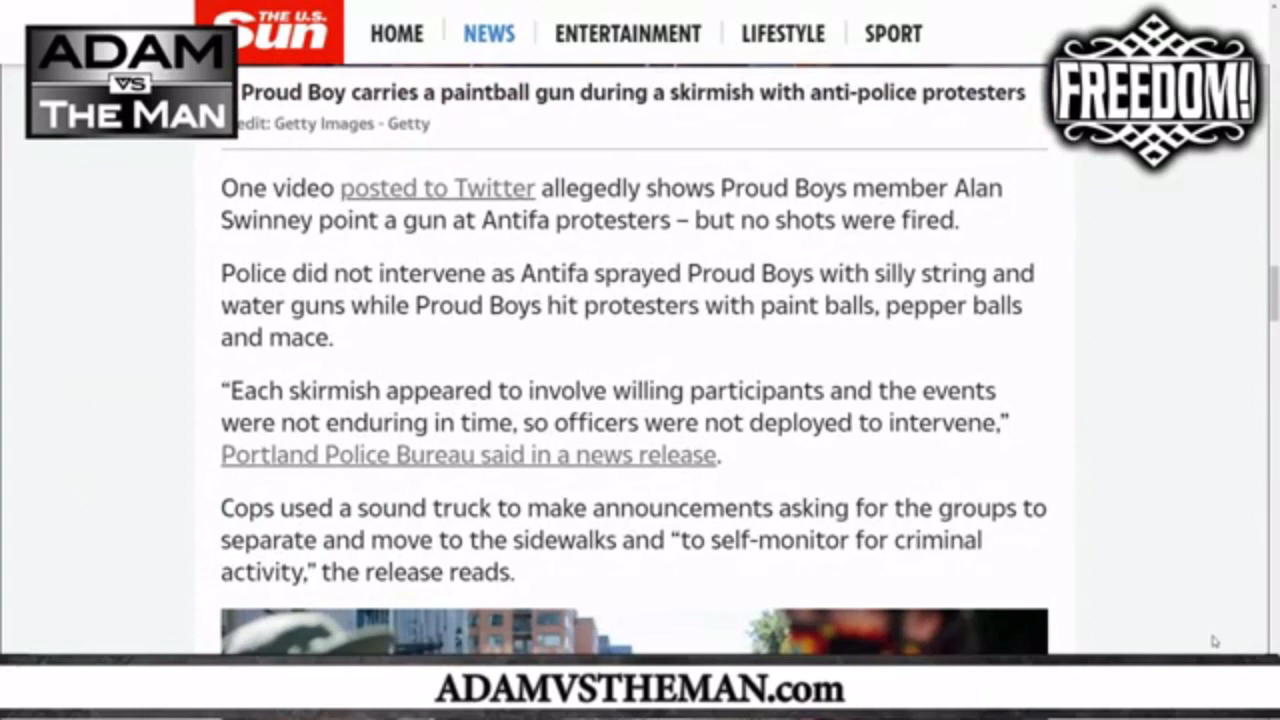 THE U.S.
Sun
HOME
NEWS
ENTERTAINMENT
LIFESTYLE
SPORT
ADAM
VS
THE MAN
FREEDOM!
Proud Boy carries a paintball gun during a skirmish with anti-police protesters
edit: Getty Images - Getty
One video posted to Twitter allegedly shows Proud Boys member Alan
Swinney point a gun at Antifa protesters – but no shots were fired.
Police did not intervene as Antifa sprayed Proud Boys with silly string and
water guns while Proud Boys hit protesters with paint balls, pepper balls
and mace.
“Each skirmish appeared to involve willing participants and the events
were not enduring in time, so officers were not deployed to intervene,”
Portland Police Bureau said in a news release.
Cops used a sound truck to make announcements asking for the groups to
separate and move to the sidewalks and “to self-monitor for criminal
activity,” the release reads.
ADAMVSTHEMAN.com